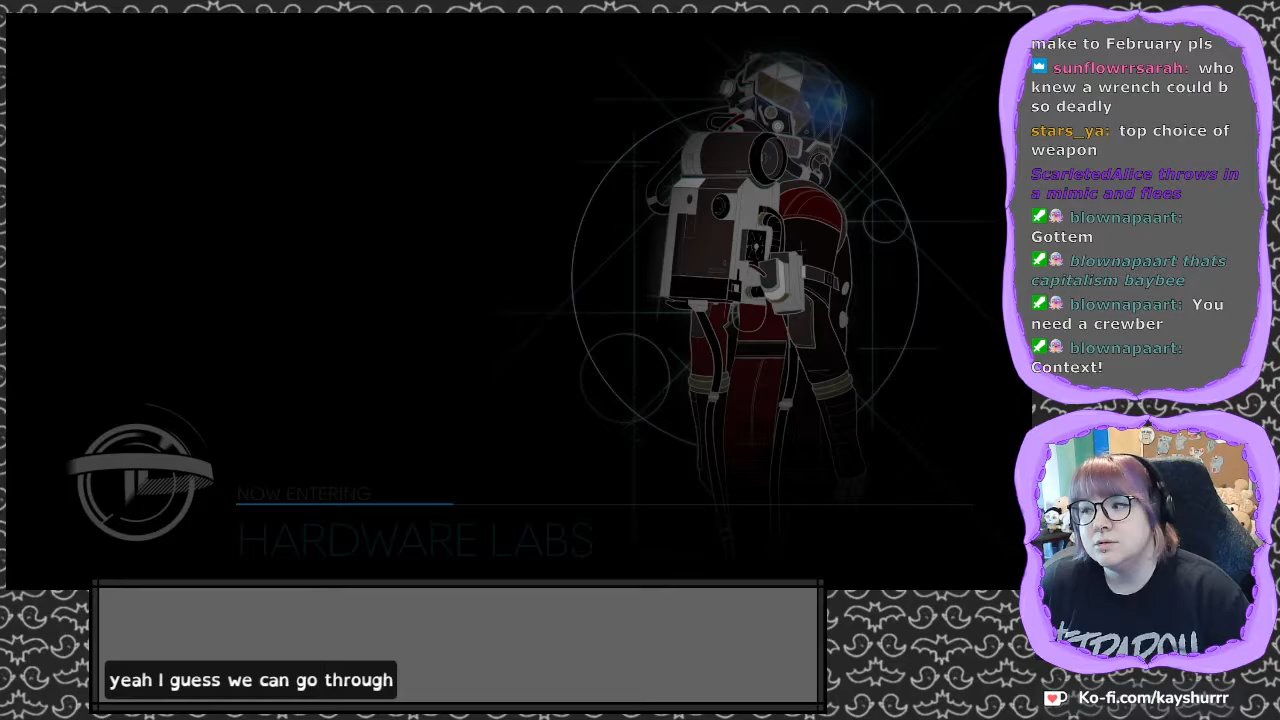 make to February pls
sunflowrrsarah: who
knew a wrench could b
so deadly
stars_ya: top choice of
weapon
ScarletedAlice throws in
a mimic and flees
blownapaart:
Gottem
blownapaart thats
capitalism baybee
blownapaart: You
need a crewber
blownapaart:
Context!
NOW ENTERING
HARDWARE LABS
yeah I guess we can go through
Ko-fi.com/kayshurrr